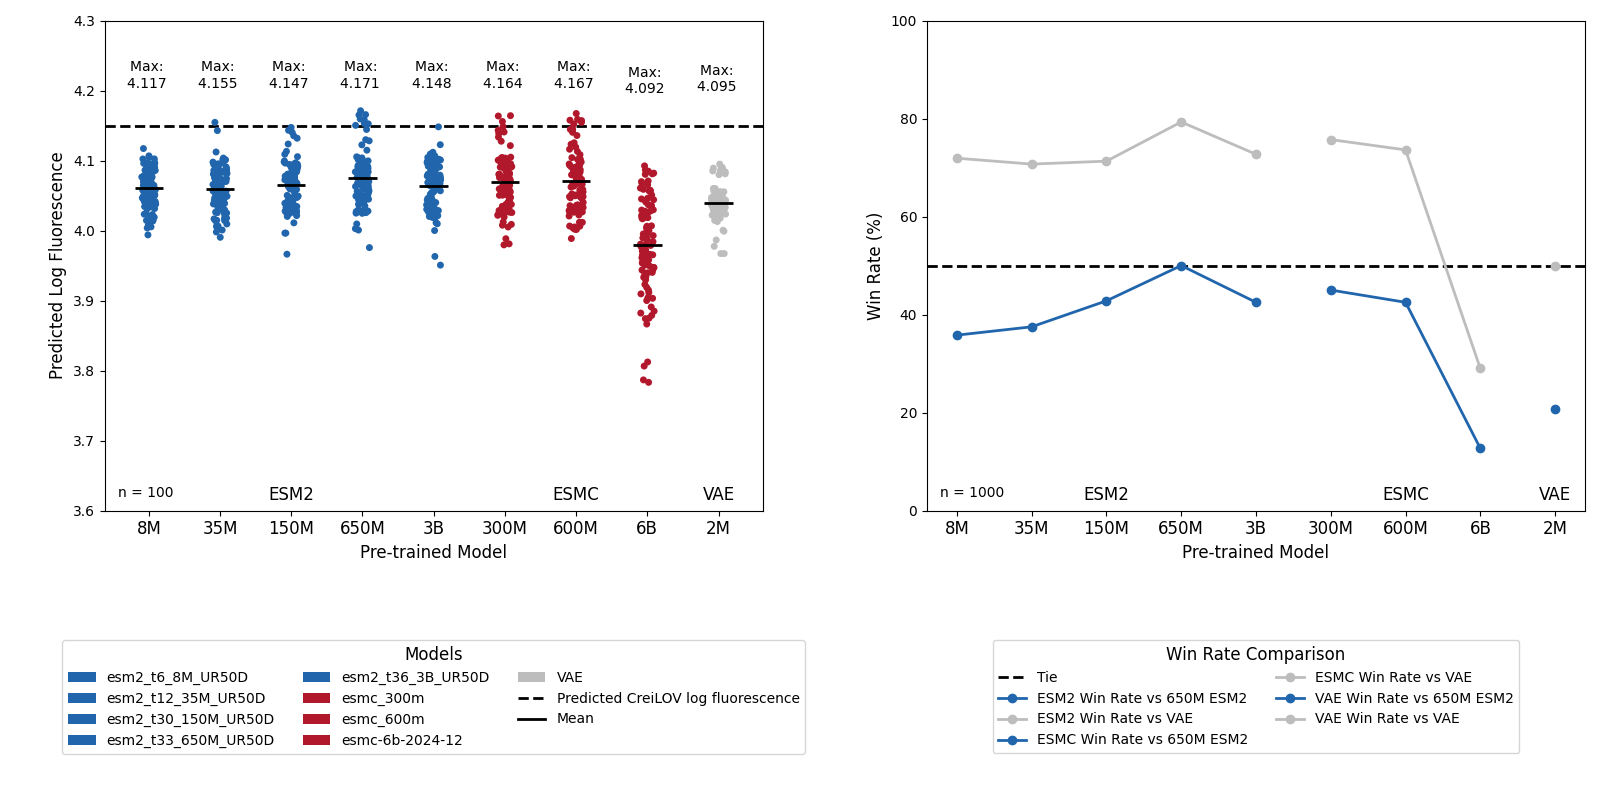 4.3
4.2
4.1
4.0
3.9
3.8
3.7
3.6
Predicted Log Fluorescence
Max:
4.117
Max:
4.155
Max:
4.147
Max:
4.171
Max:
4.148
Max:
4.164
Max:
4.167
Max:
4.092
Max:
4.095
n = 100
ESM2
ESMC
VAE
8M
35M
150M
650M
3B
300M
600M
6B
2M
Pre-trained Model
100
80
60
40
20
0
Win Rate (%)
n = 1000
ESM2
ESMC
VAE
8M
35M
150M
650M
3B
300M
600M
6B
2M
Pre-trained Model
Models
esm2_t6_8M_UR50D
esm2_t12_35M_UR50D
esm2_t30_150M_UR50D
esm2_t33_650M_UR50D
esm2_t36_3B_UR50D
esmc_300m
esmc_600m
esmc-6b-2024-12
VAE
Predicted CreiLOV log fluorescence
Mean
Win Rate Comparison
Tie
ESM2 Win Rate vs 650M ESM2
ESM2 Win Rate vs VAE
ESMC Win Rate vs 650M ESM2
ESMC Win Rate vs VAE
VAE Win Rate vs 650M ESM2
VAE Win Rate vs VAE